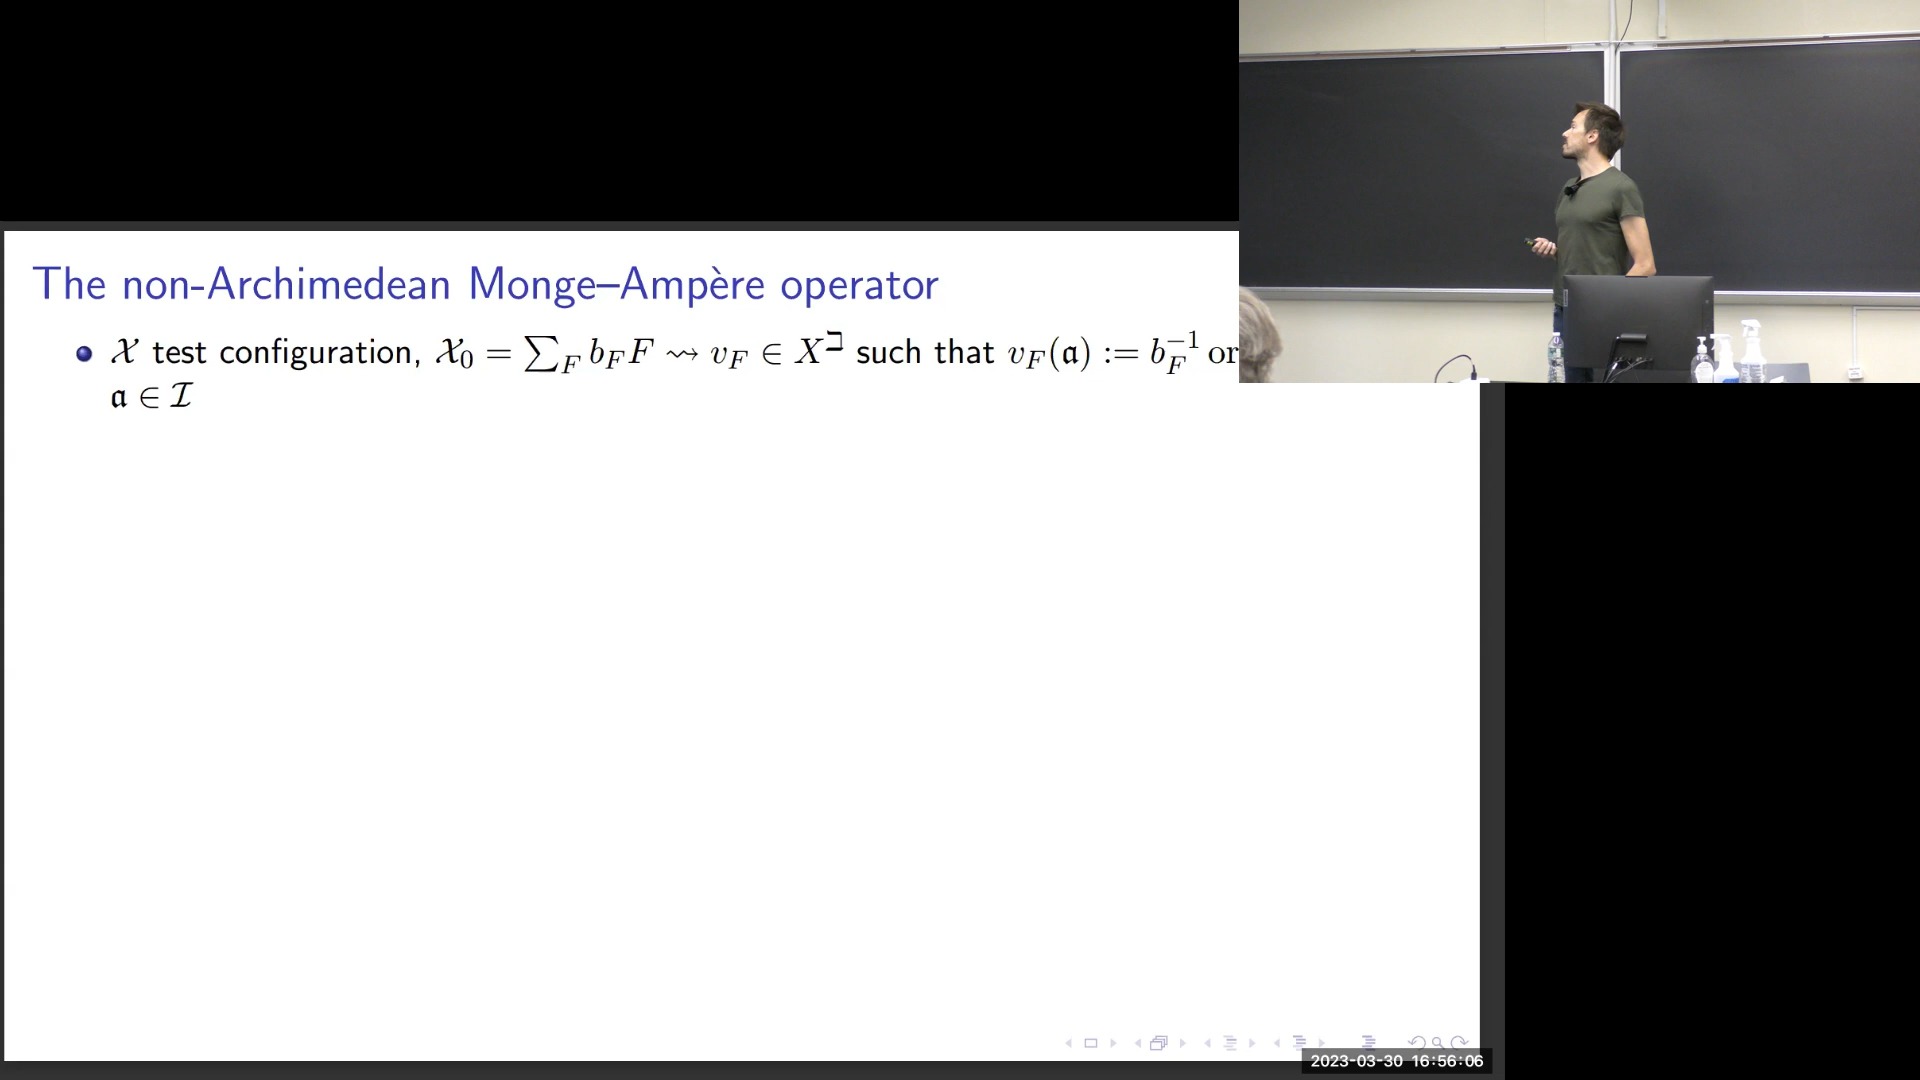 The non-Archimedean Monge–Ampère operator
𝒳 test configuration, 𝒳₀ = ∑_F b_F F ⇝ v_F ∈ X^ℶ such that v_F(𝔞) := b_F^{-1} or
𝔞 ∈ ℐ
2023-03-30 16:56:06